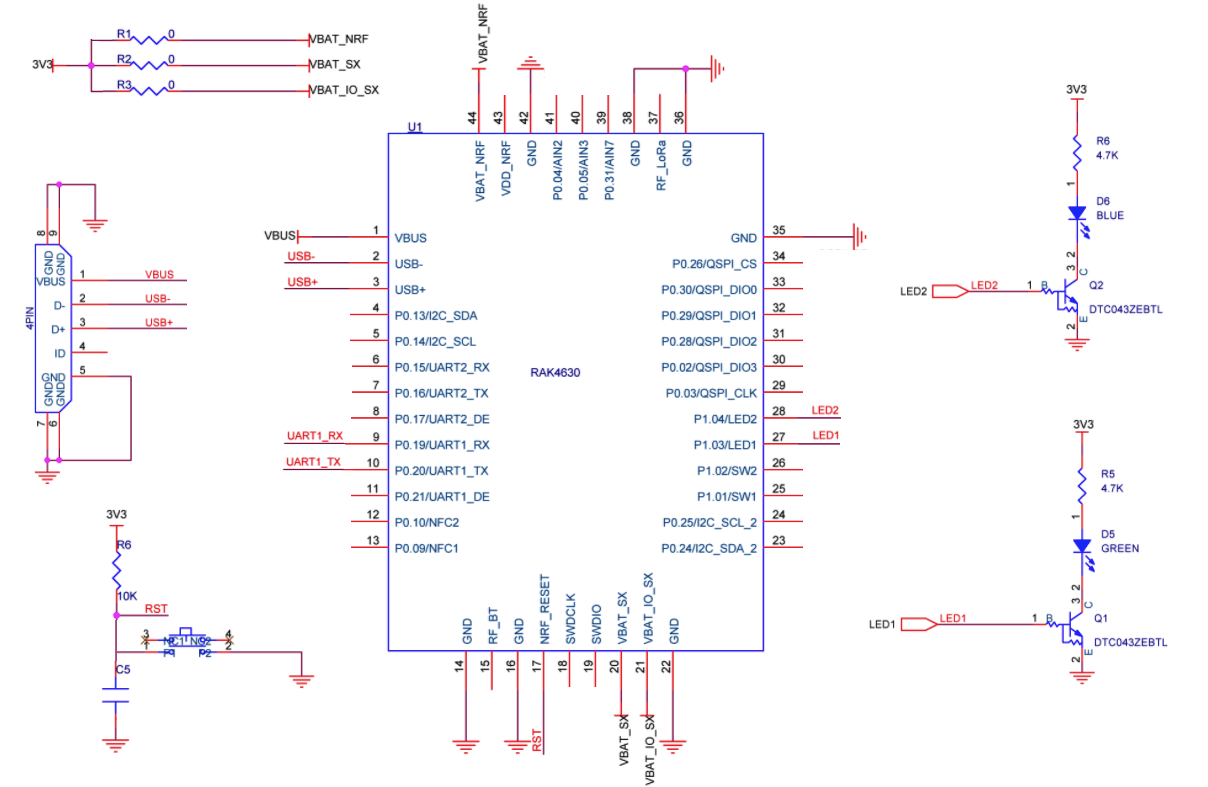 R1 0
VBAT_NRF
3V3
R2 0
VBAT_SX
R3 0
VBAT_IO_SX
8 9
GND
GND
VBUS 1 VBUS
D- 2 USB-
D+ 3 USB+
ID 4
GND 5
GND
GND
7 6
4PIN
3V3
R6
10K
RST
3 4
NC1 NC2
1 2
P1 P2
C5
U1
VBAT_NRF
44 VBAT_NRF
43 VDD_NRF
42 GND
41 P0.04/AIN2
40 P0.05/AIN3
39 P0.31/AIN7
38 GND
37 RF_LoRa
36 GND
VBUS 1 VBUS
USB- 2 USB-
USB+ 3 USB+
4 P0.13/I2C_SDA
5 P0.14/I2C_SCL
6 P0.15/UART2_RX
7 P0.16/UART2_TX
8 P0.17/UART2_DE
UART1_RX 9 P0.19/UART1_RX
UART1_TX 10 P0.20/UART1_TX
11 P0.21/UART1_DE
12 P0.10/NFC2
13 P0.09/NFC1
RAK4630
GND 35
P0.26/QSPI_CS 34
P0.30/QSPI_DIO0 33
P0.29/QSPI_DIO1 32
P0.28/QSPI_DIO2 31
P0.02/QSPI_DIO3 30
P0.03/QSPI_CLK 29
P1.04/LED2 28 LED2
P1.03/LED1 27 LED1
P1.02/SW2 26
P1.01/SW1 25
P0.25/I2C_SCL_2 24
P0.24/I2C_SDA_2 23
GND 14
RF_BT 15
GND 16
NRF_RESET 17 RST
SWDCLK 18
SWDIO 19
VBAT_SX 20 VBAT_SX
VBAT_IO_SX 21 VBAT_IO_SX
GND 22
3V3
R6
4.7K
1
D6
BLUE
2
3 C
LED2 LED2 1 B Q2
DTC043ZEBTL
2 E
3V3
R5
4.7K
1
D5
GREEN
2
3 C
LED1 LED1 1 B Q1
DTC043ZEBTL
2 E